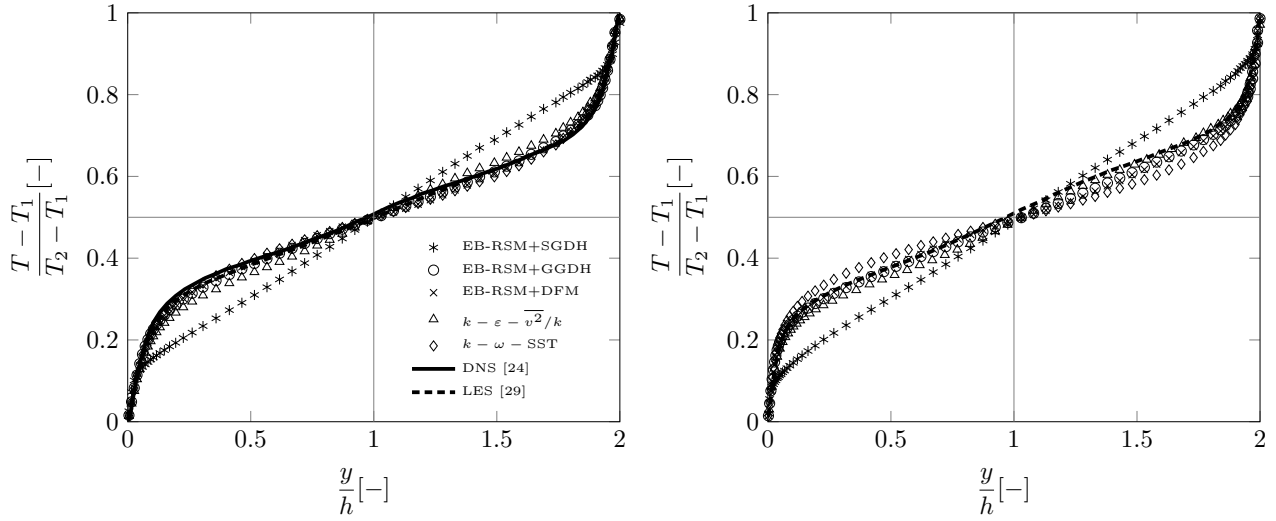 1
0.8
0.6
0.4
0.2
0
T − T1
T2 − T1
[−]
EB-RSM+SGDH
EB-RSM+GGDH
EB-RSM+DFM
k − ε − v²/k
k − ω − SST
DNS [24]
LES [29]
0 0.5 1 1.5 2
y
h
[−]
1
0.8
0.6
0.4
0.2
0
T − T1
T2 − T1
[−]
0 0.5 1 1.5 2
y
h
[−]